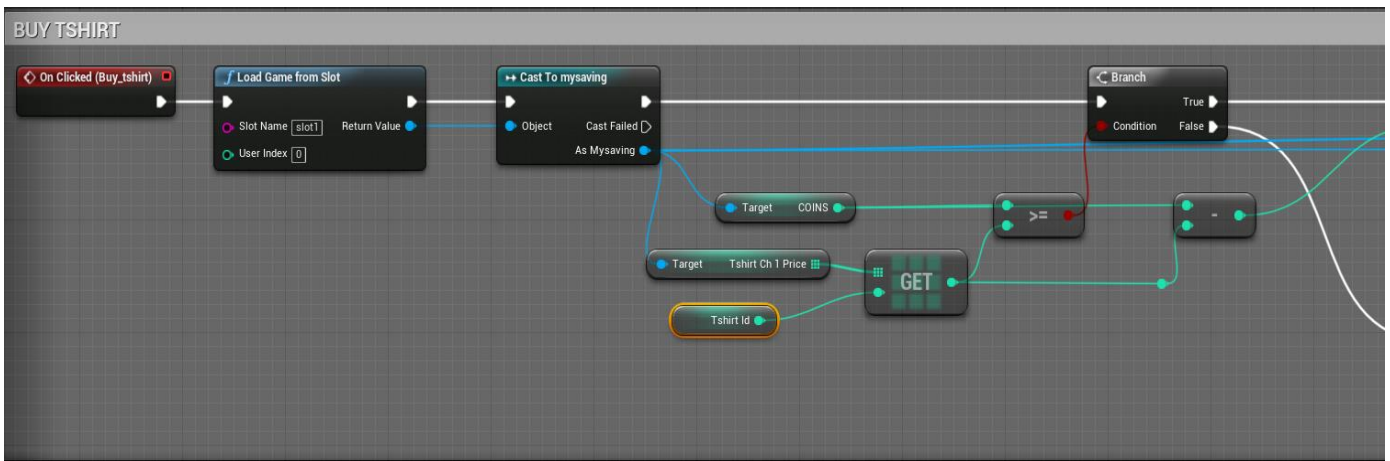 BUY TSHIRT
On Clicked (Buy_tshirt)
f Load Game from Slot
Slot Name slot1 Return Value
User Index 0
Cast To mysaving
Object Cast Failed
As Mysaving
Branch
True
Condition False
Target COINS
>=
-
Target Tshirt Ch 1 Price
GET
Tshirt Id